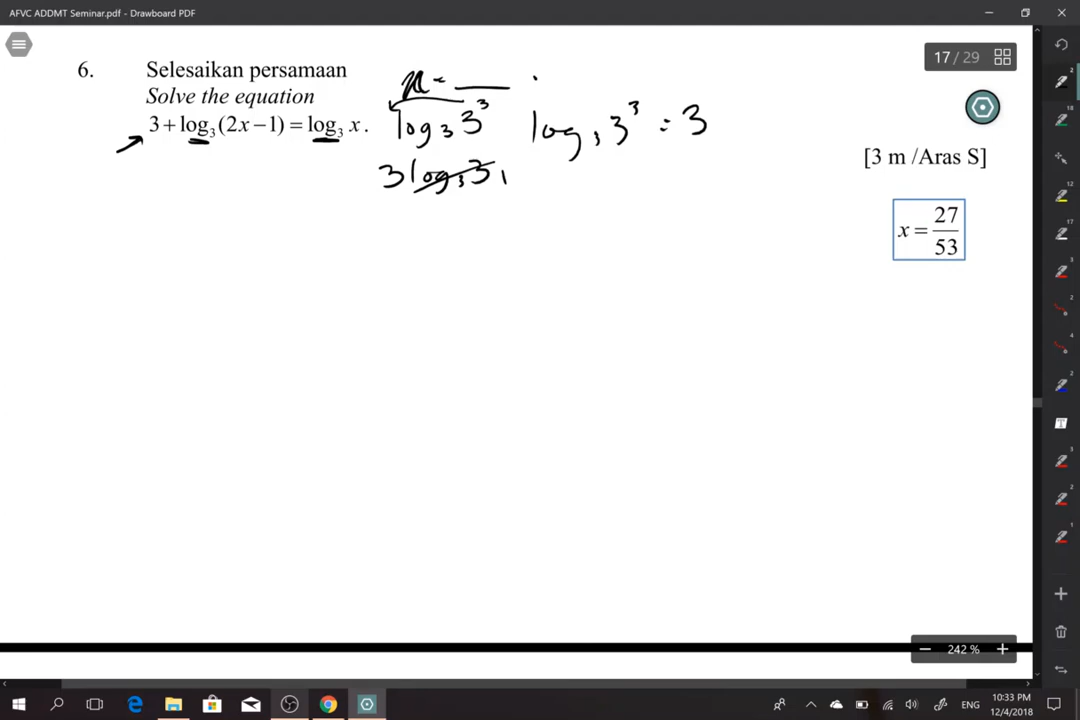 AFVC ADDMT Seminar.pdf - Drawboard PDF
17 / 29
6. Selesaikan persamaan
Solve the equation
3 + log₃(2x − 1) = log₃ x.
x = ___
log₃ 3³
log₃ 3³ = 3
3 log₃ 3
[3 m /Aras S]
x = 27/53
242 %
ENG
10:33 PM
12/4/2018